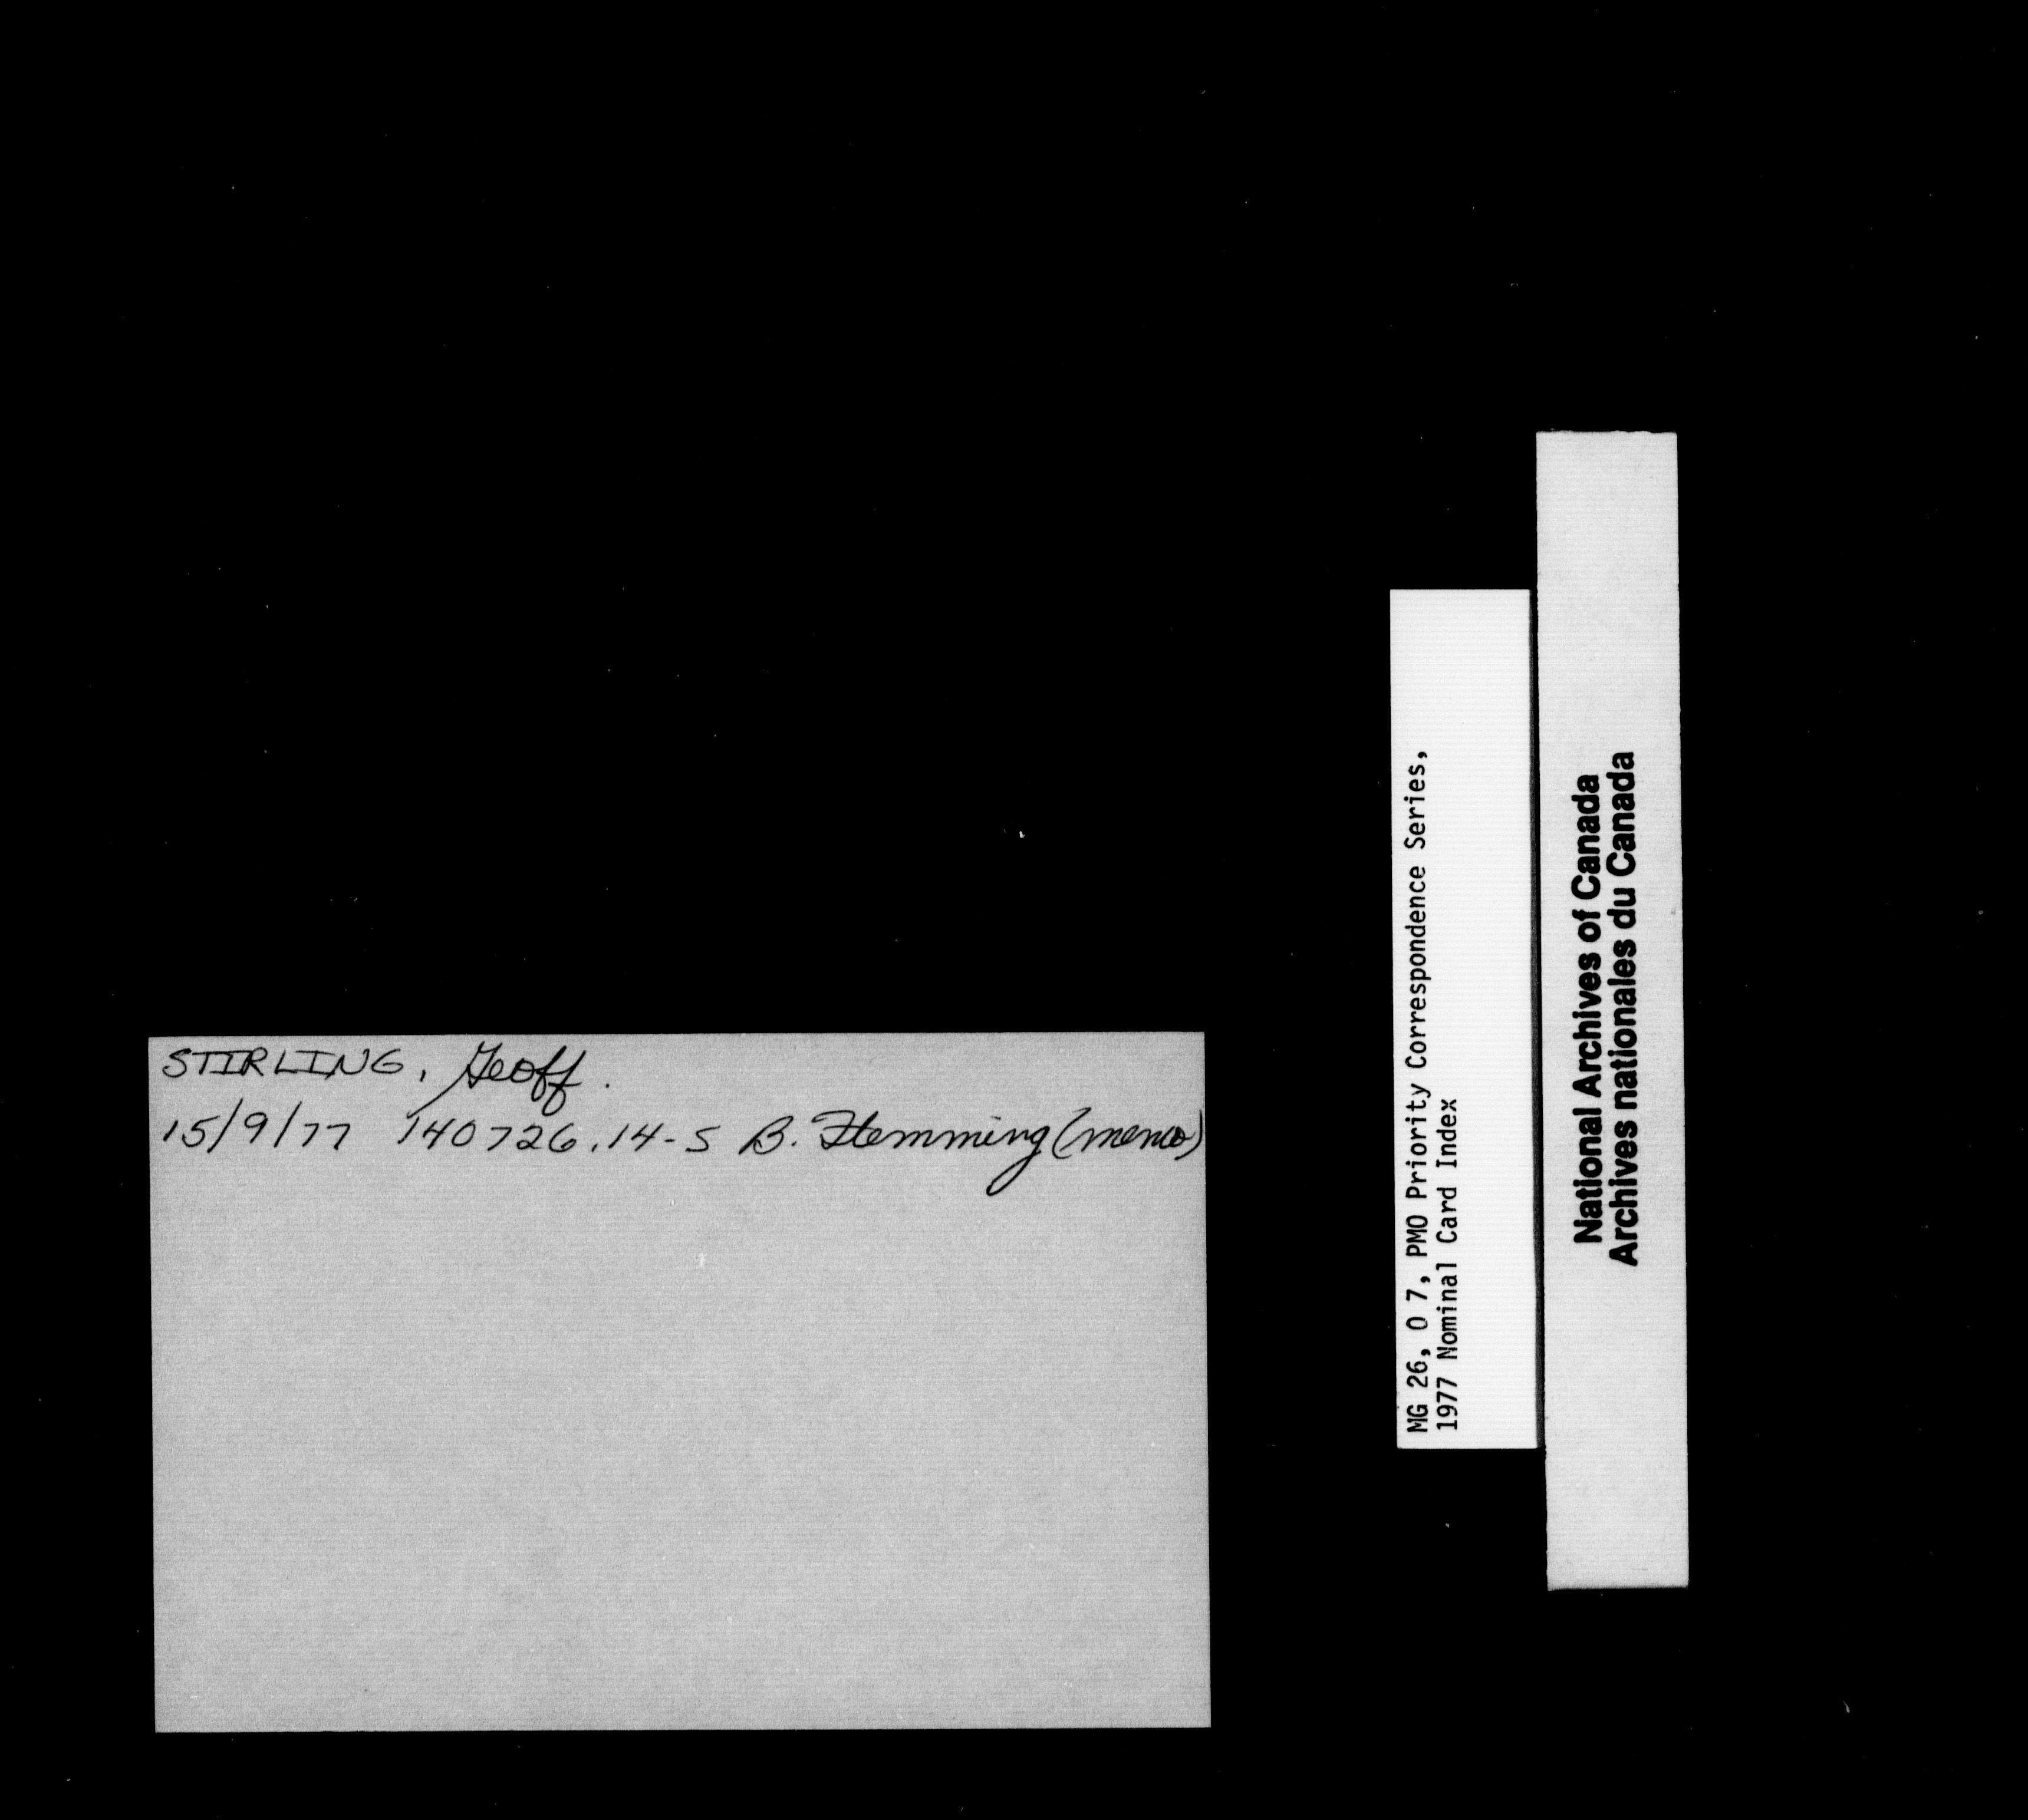 STIRLING, Geoff.
15/9/77 140726.14-S B. Flemming (memo)
MG 26, O 7, PMO Priority Correspondence Series,
1977 Nominal Card Index
National Archives of Canada
Archives nationales du Canada